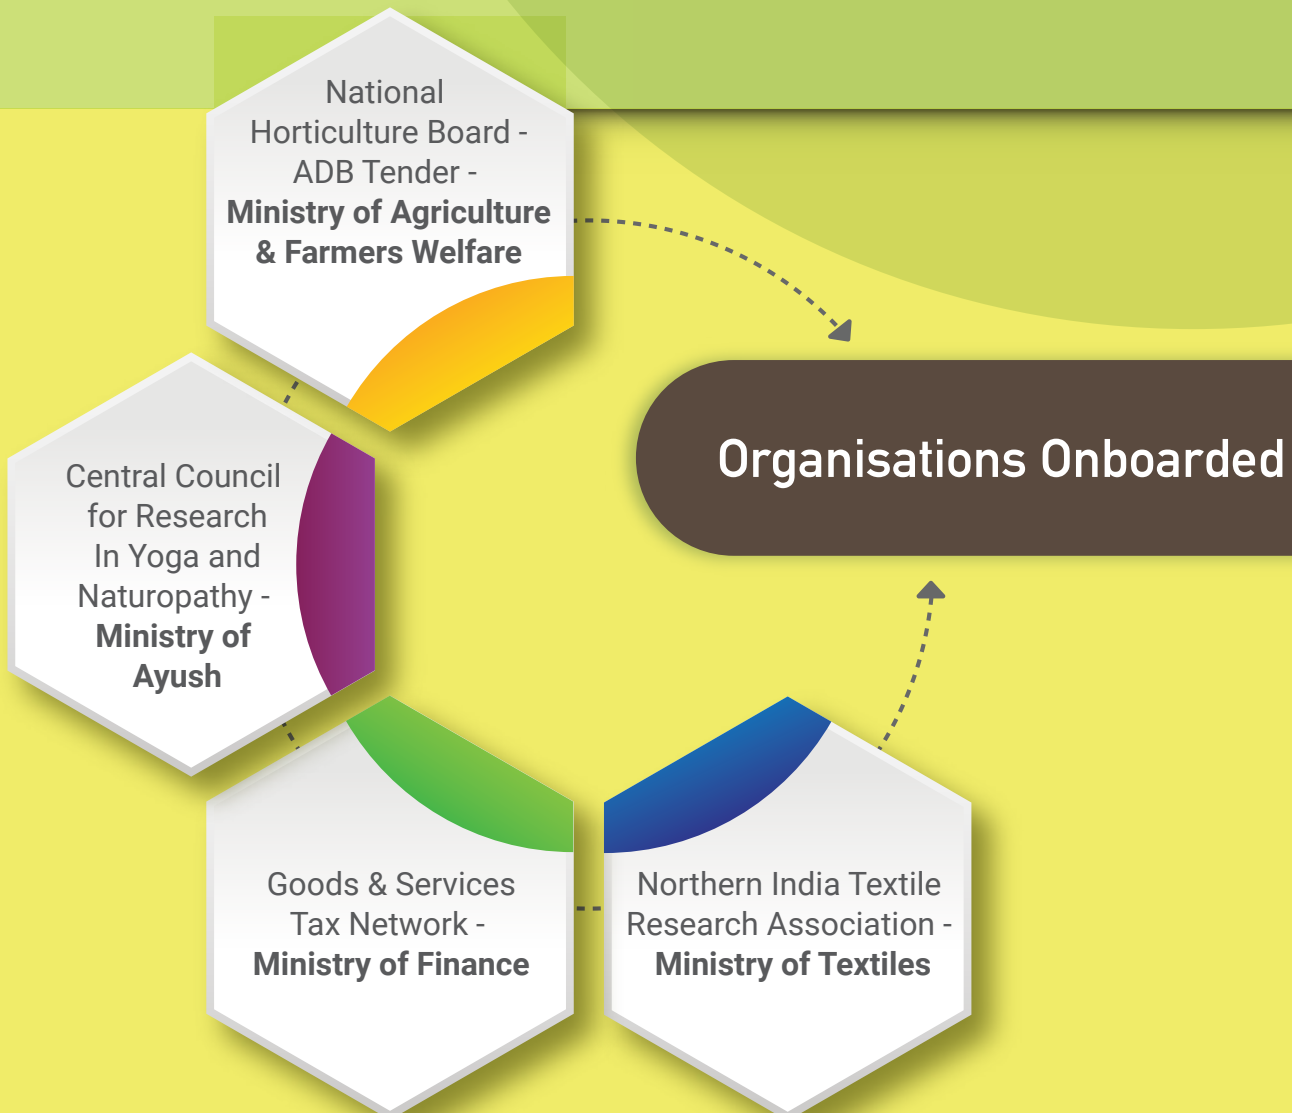 National
Horticulture Board -
ADB Tender -
Ministry of Agriculture
& Farmers Welfare
Organisations Onboarded
Central Council
for Research
In Yoga and
Naturopathy -
Ministry of
Ayush
Goods & Services
Tax Network -
Ministry of Finance
Northern India Textile
Research Association -
Ministry of Textiles